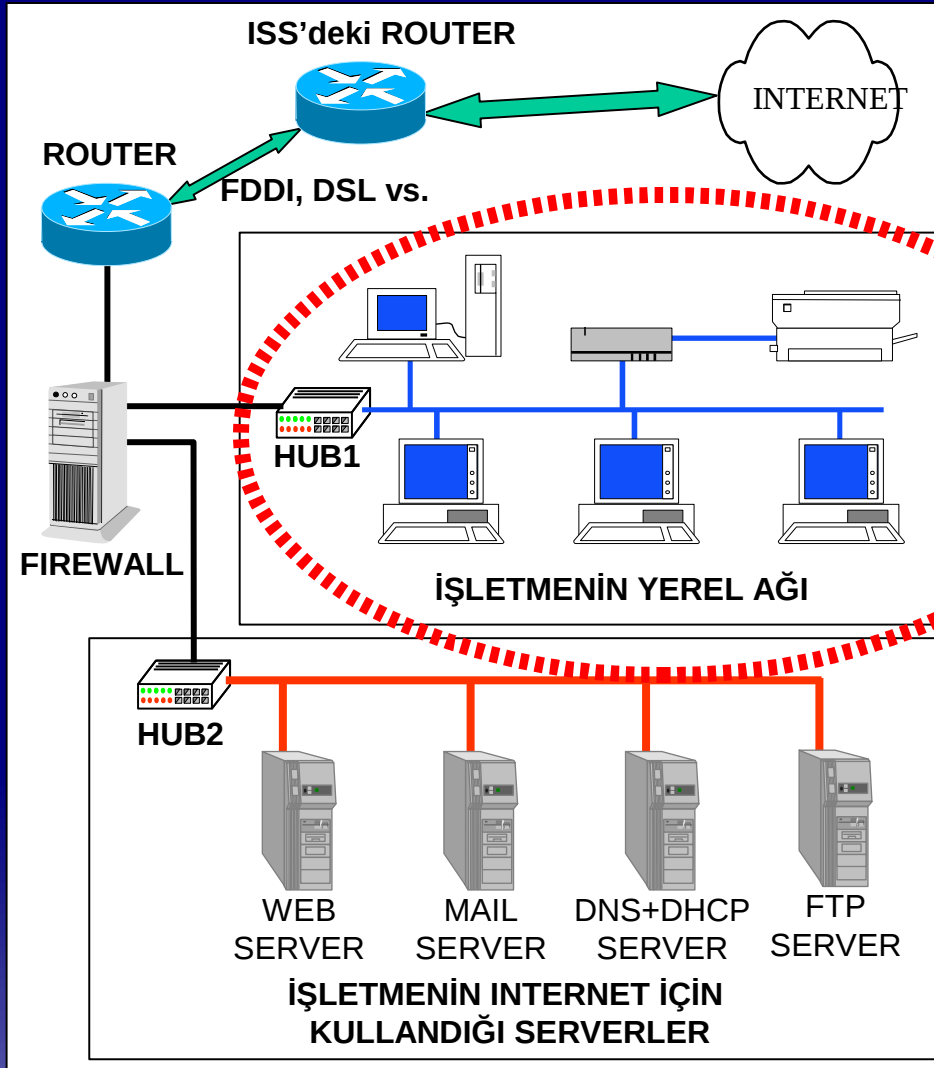 ISS’deki ROUTER
INTERNET
ROUTER
FDDI, DSL vs.
HUB1
FIREWALL
İŞLETMENİN YEREL AĞI
HUB2
WEB
SERVER
MAIL
SERVER
DNS+DHCP
SERVER
FTP
SERVER
İŞLETMENİN INTERNET İÇİN
KULLANDIĞI SERVERLER